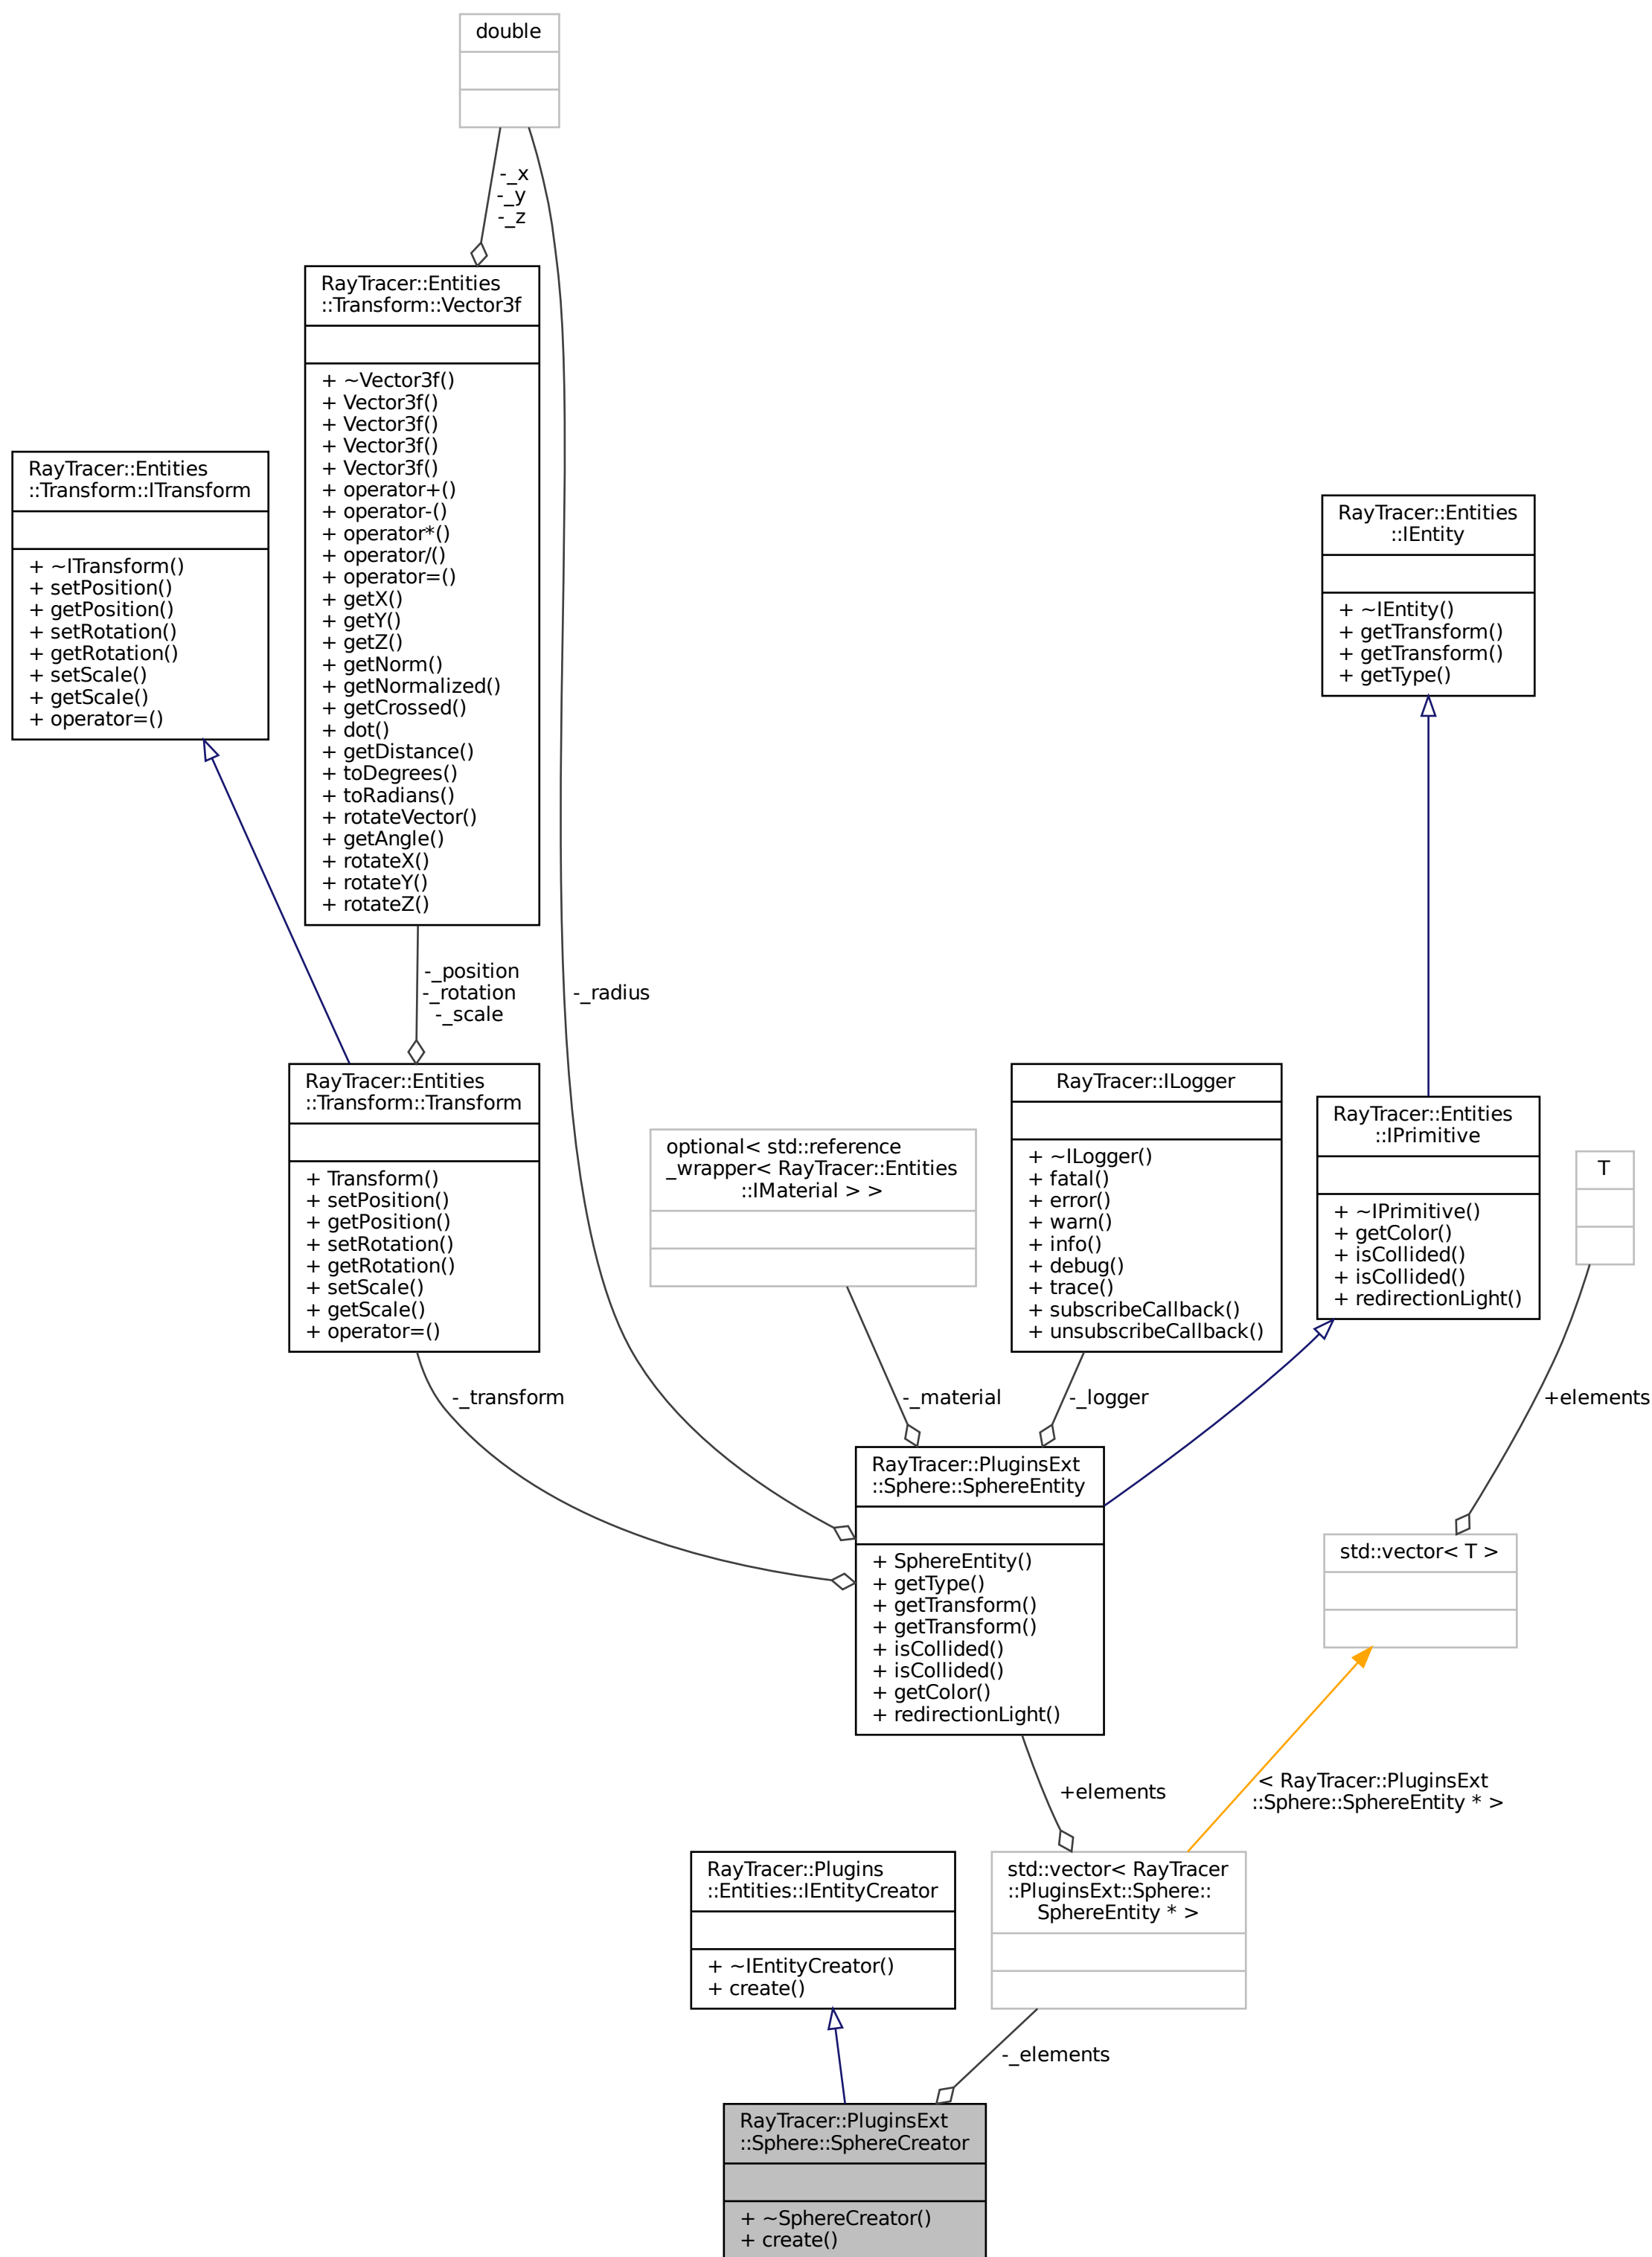 double
-_x
-_y
-_z
RayTracer::Entities
::Transform::Vector3f
+ ~Vector3f()
+ Vector3f()
+ Vector3f()
+ Vector3f()
+ Vector3f()
+ operator+()
+ operator-()
+ operator*()
+ operator/()
+ operator=()
+ getX()
+ getY()
+ getZ()
+ getNorm()
+ getNormalized()
+ getCrossed()
+ dot()
+ getDistance()
+ toDegrees()
+ toRadians()
+ rotateVector()
+ getAngle()
+ rotateX()
+ rotateY()
+ rotateZ()
RayTracer::Entities
::Transform::ITransform
+ ~ITransform()
+ setPosition()
+ getPosition()
+ setRotation()
+ getRotation()
+ setScale()
+ getScale()
+ operator=()
RayTracer::Entities
::IEntity
+ ~IEntity()
+ getTransform()
+ getTransform()
+ getType()
-_position
-_rotation
-_scale
-_radius
RayTracer::Entities
::Transform::Transform
+ Transform()
+ setPosition()
+ getPosition()
+ setRotation()
+ getRotation()
+ setScale()
+ getScale()
+ operator=()
optional< std::reference
_wrapper< RayTracer::Entities
::IMaterial > >
RayTracer::ILogger
+ ~ILogger()
+ fatal()
+ error()
+ warn()
+ info()
+ debug()
+ trace()
+ subscribeCallback()
+ unsubscribeCallback()
RayTracer::Entities
::IPrimitive
+ ~IPrimitive()
+ getColor()
+ isCollided()
+ isCollided()
+ redirectionLight()
T
-_transform
-_material
-_logger
+elements
RayTracer::PluginsExt
::Sphere::SphereEntity
+ SphereEntity()
+ getType()
+ getTransform()
+ getTransform()
+ isCollided()
+ isCollided()
+ getColor()
+ redirectionLight()
std::vector< T >
+elements
< RayTracer::PluginsExt
::Sphere::SphereEntity * >
RayTracer::Plugins
::Entities::IEntityCreator
+ ~IEntityCreator()
+ create()
std::vector< RayTracer
::PluginsExt::Sphere::
SphereEntity * >
-_elements
RayTracer::PluginsExt
::Sphere::SphereCreator
+ ~SphereCreator()
+ create()